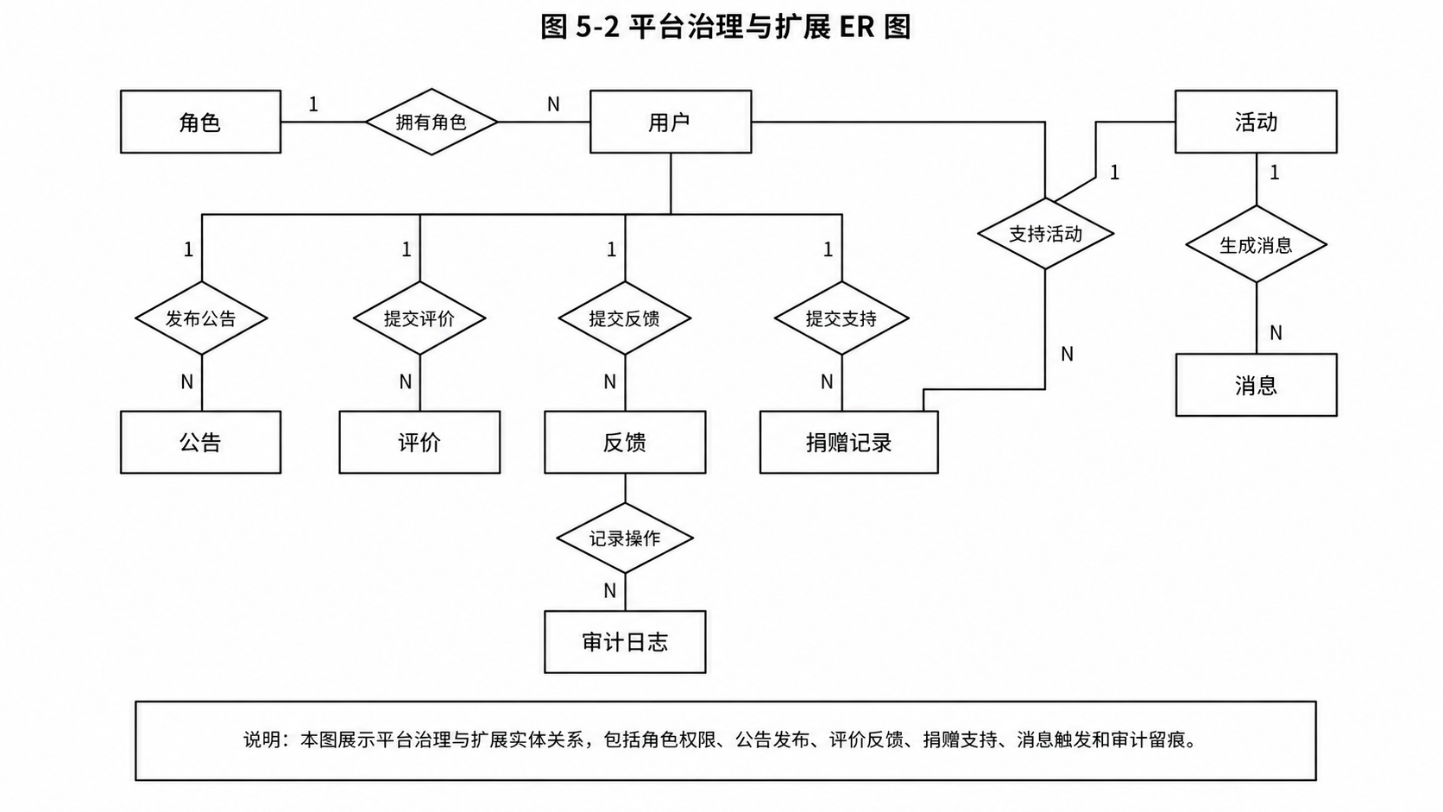 图 5-2 平台治理与扩展 ER 图
角色
1
拥有角色
N
用户
活动
1
1
支持活动
生成消息
1
1
1
1
发布公告
提交评价
提交反馈
提交支持
N
N
N
N
N
N
公告
评价
反馈
捐赠记录
消息
记录操作
N
审计日志
说明：本图展示平台治理与扩展实体关系，包括角色权限、公告发布、评价反馈、捐赠支持、消息触发和审计留痕。